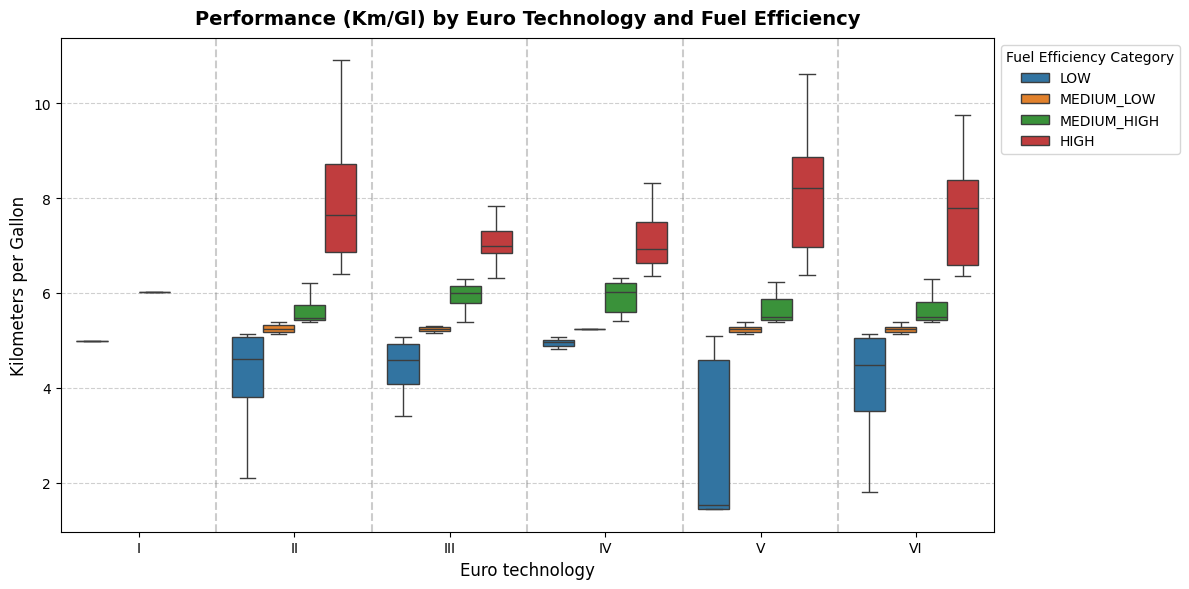 Performance (Km/Gl) by Euro Technology and Fuel Efficiency
Fuel Efficiency Category
LOW
MEDIUM_LOW
MEDIUM_HIGH
HIGH
Kilometers per Gallon
10
8
6
4
2
I II III IV V VI
Euro technology